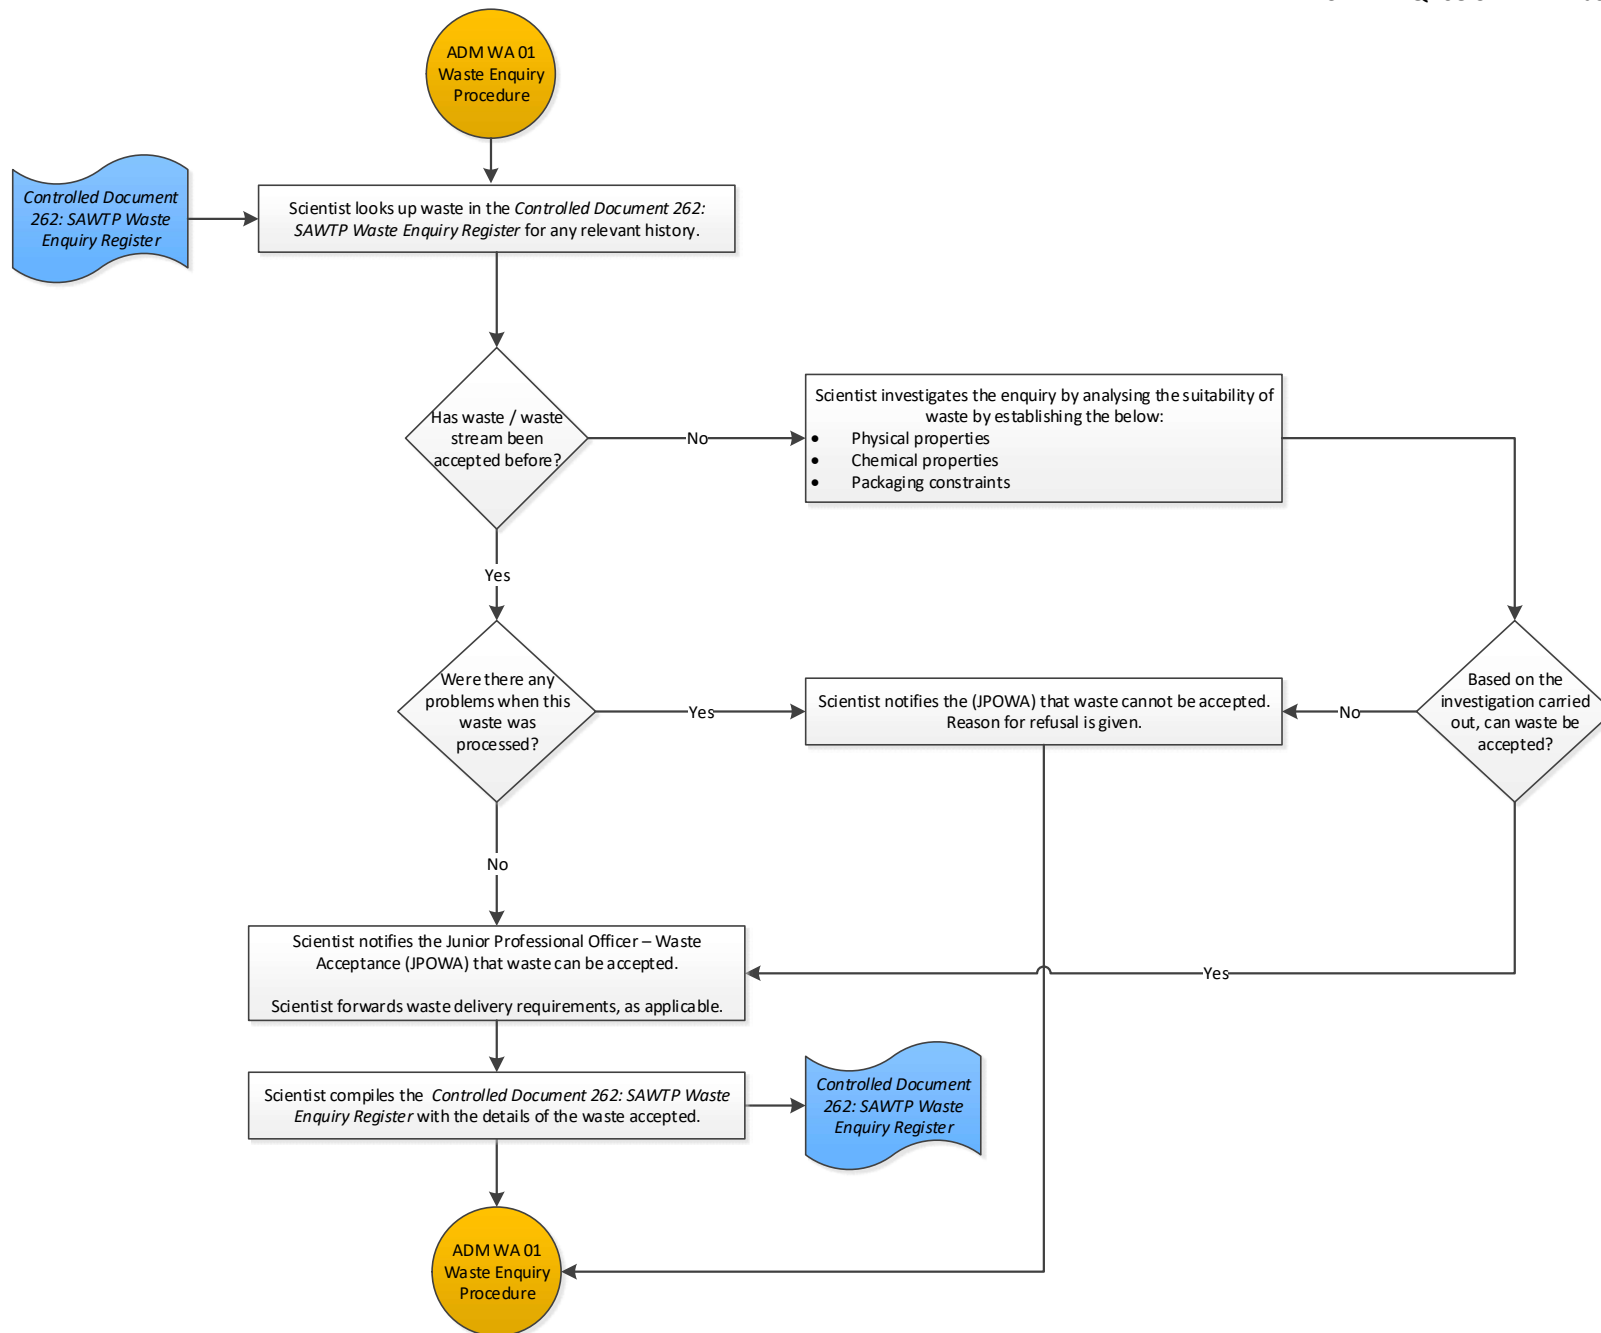 ADM WA 01
Waste Enquiry
Procedure
Controlled Document
262: SAWTP Waste
Enquiry Register
Scientist looks up waste in the Controlled Document 262:
SAWTP Waste Enquiry Register for any relevant history.
Has waste / waste
stream been
accepted before?
No
Scientist investigates the enquiry by analysing the suitability of
waste by establishing the below:
• Physical properties
• Chemical properties
• Packaging constraints
Yes
Were there any
problems when this
waste was
processed?
Yes
Scientist notifies the (JPOWA) that waste cannot be accepted.
Reason for refusal is given.
No
Based on the
investigation carried
out, can waste be
accepted?
No
Scientist notifies the Junior Professional Officer – Waste
Acceptance (JPOWA) that waste can be accepted.
Scientist forwards waste delivery requirements, as applicable.
Yes
Scientist compiles the Controlled Document 262: SAWTP Waste
Enquiry Register with the details of the waste accepted.
Controlled Document
262: SAWTP Waste
Enquiry Register
ADM WA 01
Waste Enquiry
Procedure